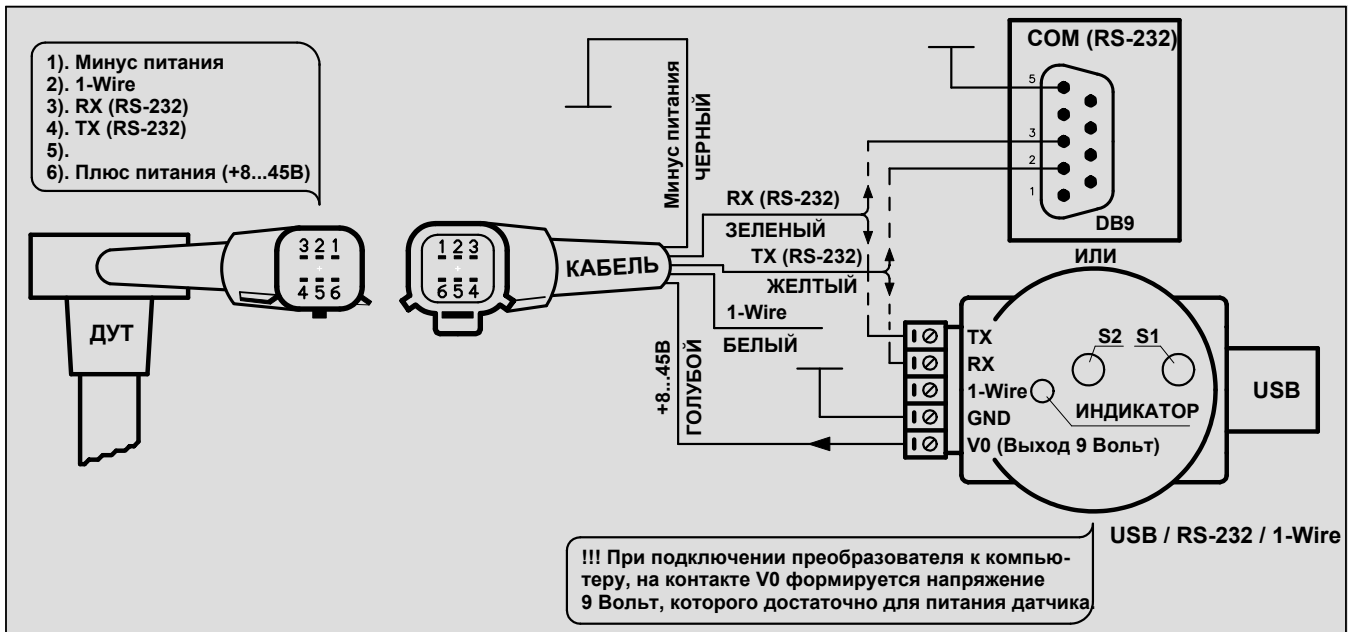 1). Минус питания
2). 1-Wire
3). RX (RS-232)
4). TX (RS-232)
5).
6). Плюс питания (+8...45В)
ДУТ
3 2 1
4 5 6
1 2 3
6 5 4
КАБЕЛЬ
Минус питания
ЧЕРНЫЙ
RX (RS-232)
ЗЕЛЕНЫЙ
TX (RS-232)
ЖЕЛТЫЙ
1-Wire
БЕЛЫЙ
+8...45В
ГОЛУБОЙ
COM (RS-232)
5
3
2
1
DB9
ИЛИ
TX
RX
1-Wire
GND
V0 (Выход 9 Вольт)
S2 S1
ИНДИКАТОР
USB
USB / RS-232 / 1-Wire
!!! При подключении преобразователя к компью-
теру, на контакте V0 формируется напряжение
9 Вольт, которого достаточно для питания датчика.